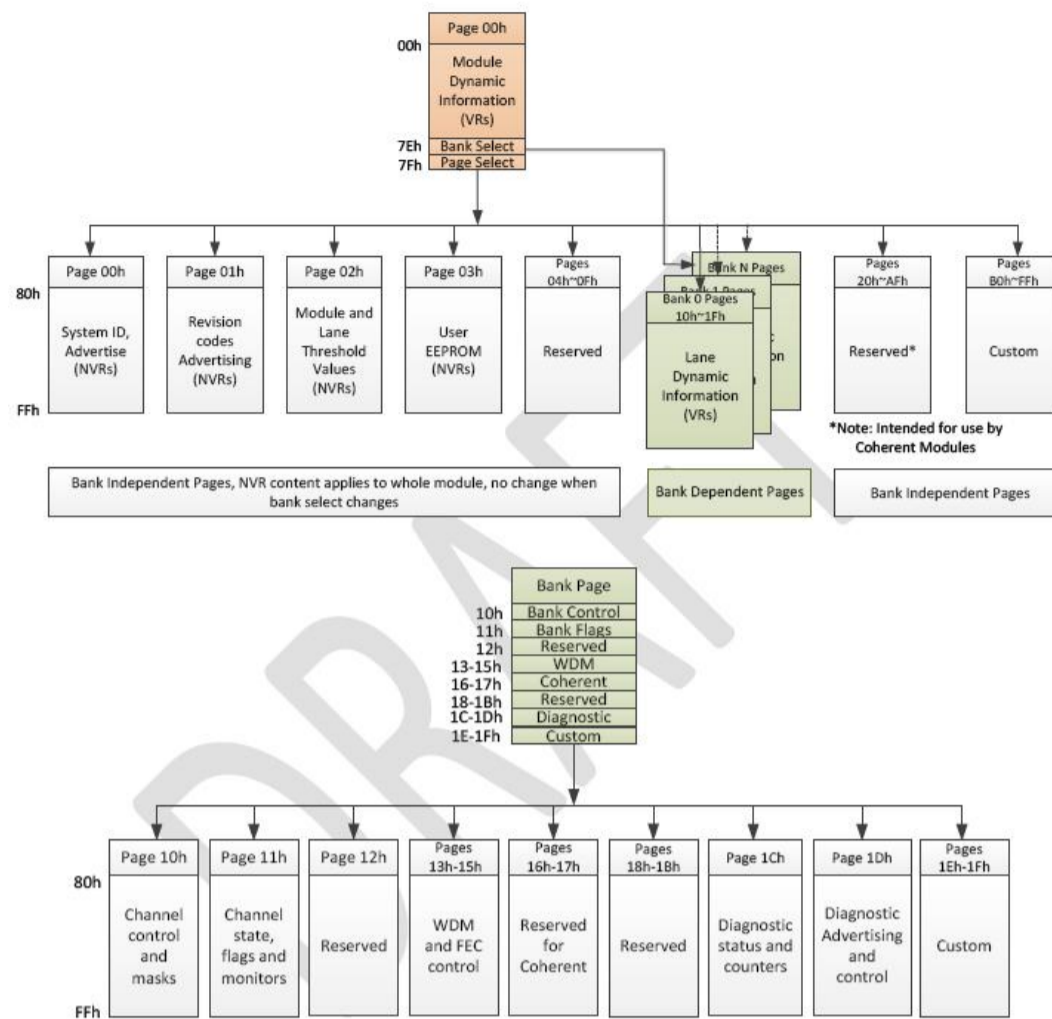 Page 00h
00h
Module
Dynamic
Information
(VRs)
7Eh
Bank Select
7Fh
Page Select
Page 00h
80h
System ID,
Advertise
(NVRs)
FFh
Page 01h
Revision
codes
Advertising
(NVRs)
Page 02h
Module and
Lane
Threshold
Values
(NVRs)
Page 03h
User
EEPROM
(NVRs)
Pages
04h~0Fh
Reserved
Bank N Pages
Bank 1 Pages
Bank 0 Pages
10h~1Fh
Lane
Dynamic
Information
(VRs)
Pages
20h~AFh
Reserved*
*Note: Intended for use by
Coherent Modules
Pages
B0h~FFh
Custom
Bank Independent Pages, NVR content applies to whole module, no change when
bank select changes
Bank Dependent Pages
Bank Independent Pages
DRAFT
Bank Page
10h
Bank Control
11h
Bank Flags
12h
Reserved
13-15h
WDM
16-17h
Coherent
18-1Bh
Reserved
1C-1Dh
Diagnostic
1E-1Fh
Custom
Page 10h
80h
Channel
control
and
masks
FFh
Page 11h
Channel
state,
flags and
monitors
Page 12h
Reserved
Pages
13h-15h
WDM
and FEC
control
Pages
16h-17h
Reserved
for
Coherent
Pages
18h-1Bh
Reserved
Page 1Ch
Diagnostic
status and
counters
Page 1Dh
Diagnostic
Advertising
and
control
Pages
1Eh-1Fh
Custom